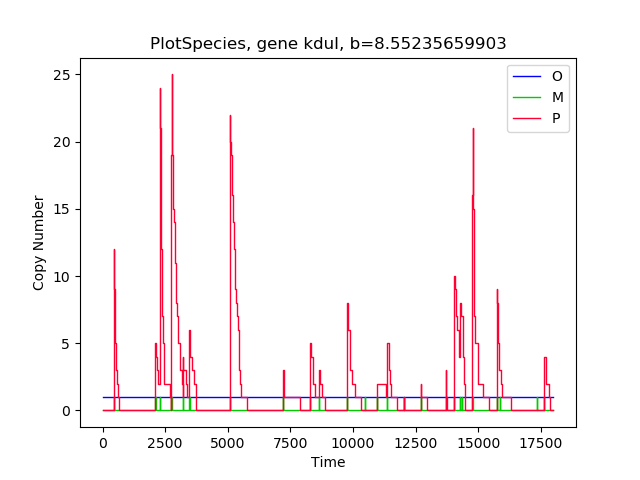 PlotSpecies, gene kduI, b=8.55235659903
O
M
P
Copy Number
25
20
15
10
5
0
0 2500 5000 7500 10000 12500 15000 17500
Time